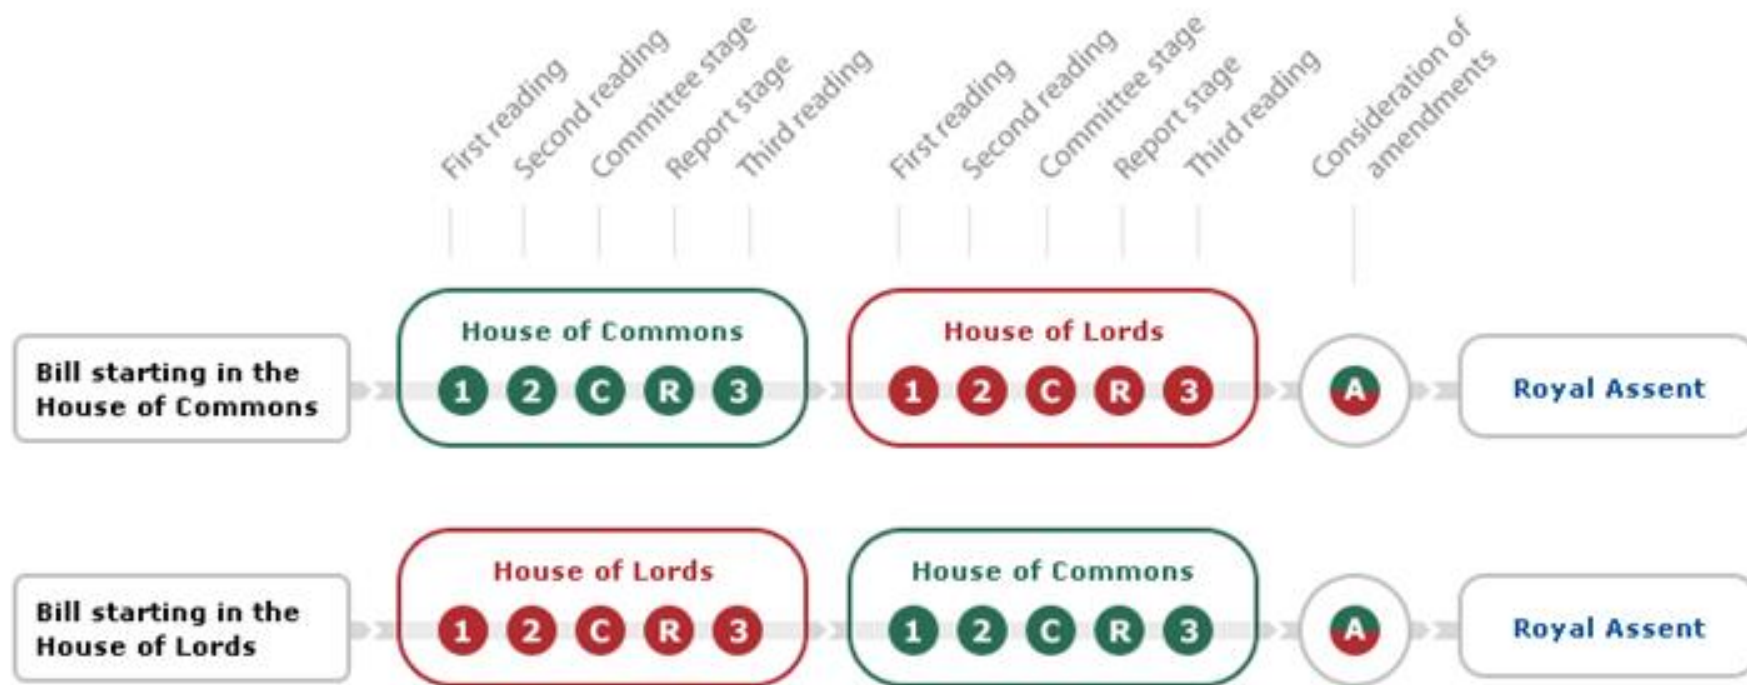 First reading
Second reading
Committee stage
Report stage
Third reading
First reading
Second reading
Committee stage
Report stage
Third reading
Consideration of
amendments
Bill starting in the
House of Commons
House of Commons
1 2 C R 3
House of Lords
1 2 C R 3
A
Royal Assent
Bill starting in the
House of Lords
House of Lords
1 2 C R 3
House of Commons
1 2 C R 3
A
Royal Assent